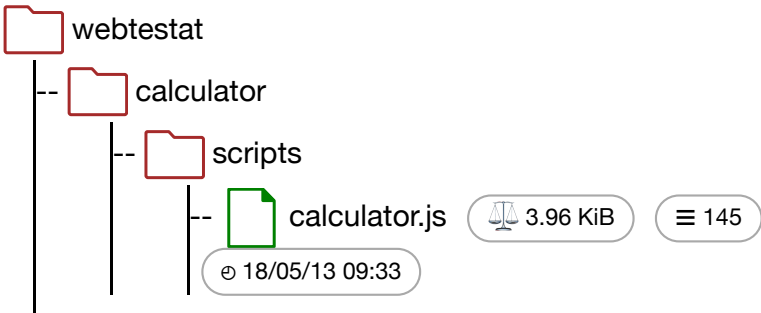 webtestat
-- calculator
-- scripts
-- calculator.js ⚖ 3.96 KiB ≡ 145
◴ 18/05/13 09:33